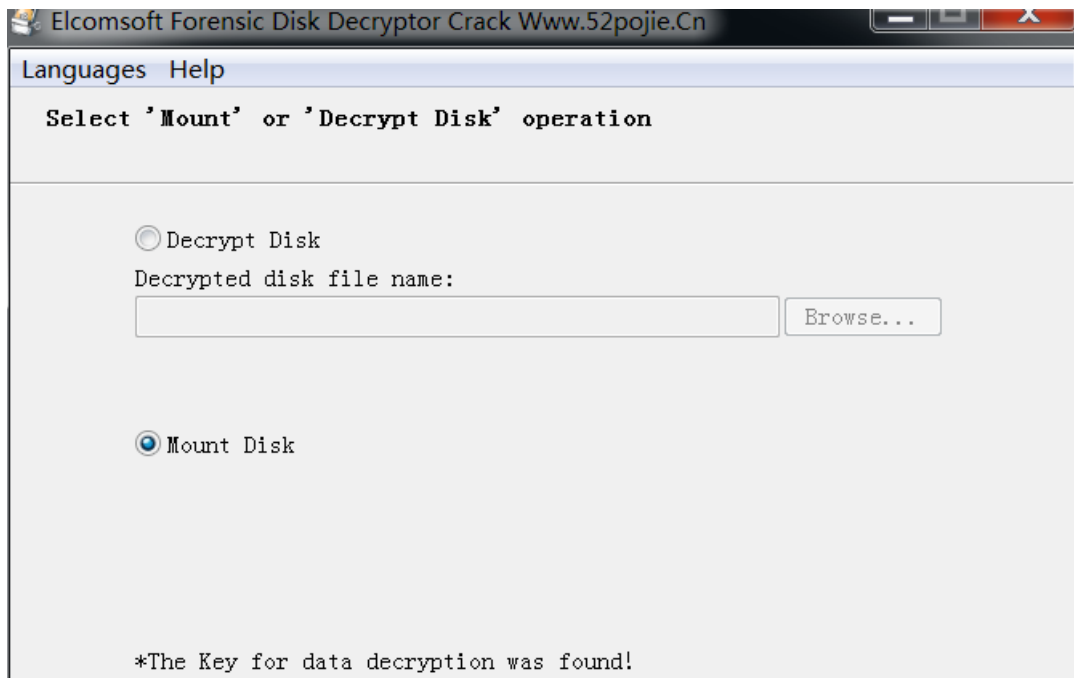 Elcomsoft Forensic Disk Decryptor Crack Www.52pojie.Cn
Languages Help
Select 'Mount' or 'Decrypt Disk' operation
Decrypt Disk
Decrypted disk file name:
Browse...
Mount Disk
*The Key for data decryption was found!